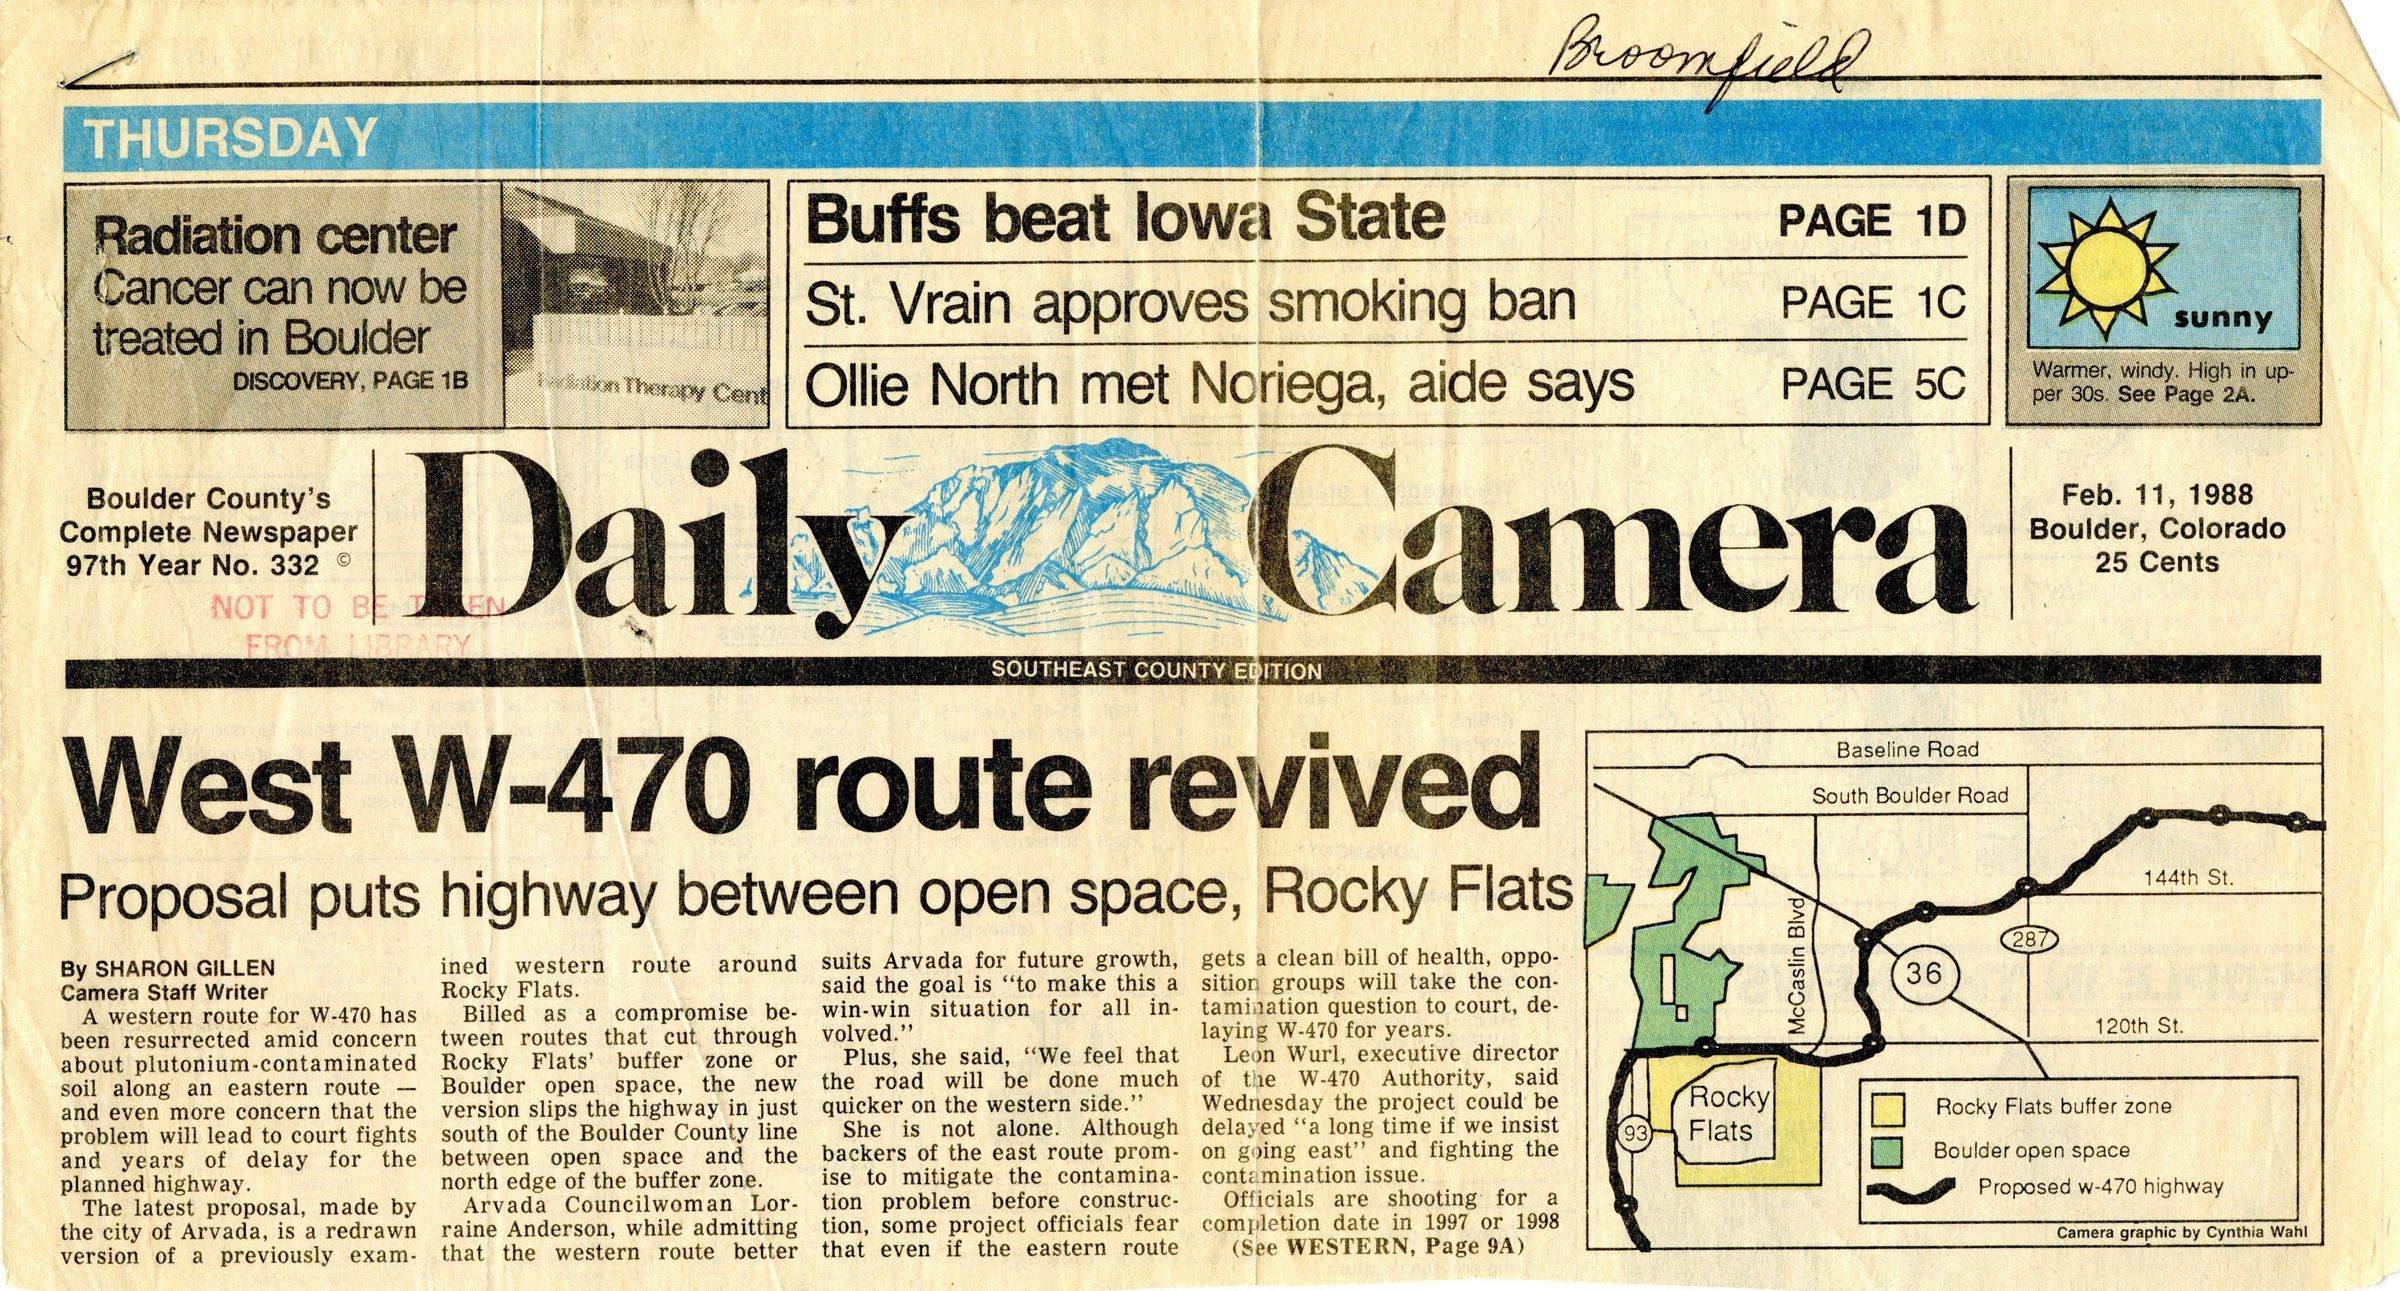 Broomfield
THURSDAY
Radiation center
Cancer can now be
treated in Boulder
DISCOVERY, PAGE 1B
Radiation Therapy Cent
Buffs beat Iowa State PAGE 1D
St. Vrain approves smoking ban PAGE 1C
Ollie North met Noriega, aide says PAGE 5C
sunny
Warmer, windy. High in up-
per 30s. See Page 2A.
Boulder County's
Complete Newspaper
97th Year No. 332 ©
NOT TO BE TAKEN
FROM LIBRARY
Daily Camera
Feb. 11, 1988
Boulder, Colorado
25 Cents
SOUTHEAST COUNTY EDITION
West W-470 route revived
Proposal puts highway between open space, Rocky Flats
By SHARON GILLEN
Camera Staff Writer
A western route for W-470 has
been resurrected amid concern
about plutonium-contaminated
soil along an eastern route —
and even more concern that the
problem will lead to court fights
and years of delay for the
planned highway.
The latest proposal, made by
the city of Arvada, is a redrawn
version of a previously exam-
ined western route around
Rocky Flats.
Billed as a compromise be-
tween routes that cut through
Rocky Flats' buffer zone or
Boulder open space, the new
version slips the highway in just
south of the Boulder County line
between open space and the
north edge of the buffer zone.
Arvada Councilwoman Lor-
raine Anderson, while admitting
that the western route better
suits Arvada for future growth,
said the goal is "to make this a
win-win situation for all in-
volved."
Plus, she said, "We feel that
the road will be done much
quicker on the western side."
She is not alone. Although
backers of the east route prom-
ise to mitigate the contamina-
tion problem before construc-
tion, some project officials fear
that even if the eastern route
gets a clean bill of health, oppo-
sition groups will take the con-
tamination question to court, de-
laying W-470 for years.
Leon Wurl, executive director
of the W-470 Authority, said
Wednesday the project could be
delayed "a long time if we insist
on going east" and fighting the
contamination issue.
Officials are shooting for a
completion date in 1997 or 1998
(See WESTERN, Page 9A)
Baseline Road
South Boulder Road
144th St.
McCaslin Blvd
287
36
120th St.
Rocky
Flats
93
Rocky Flats buffer zone
Boulder open space
Proposed w-470 highway
Camera graphic by Cynthia Wahl